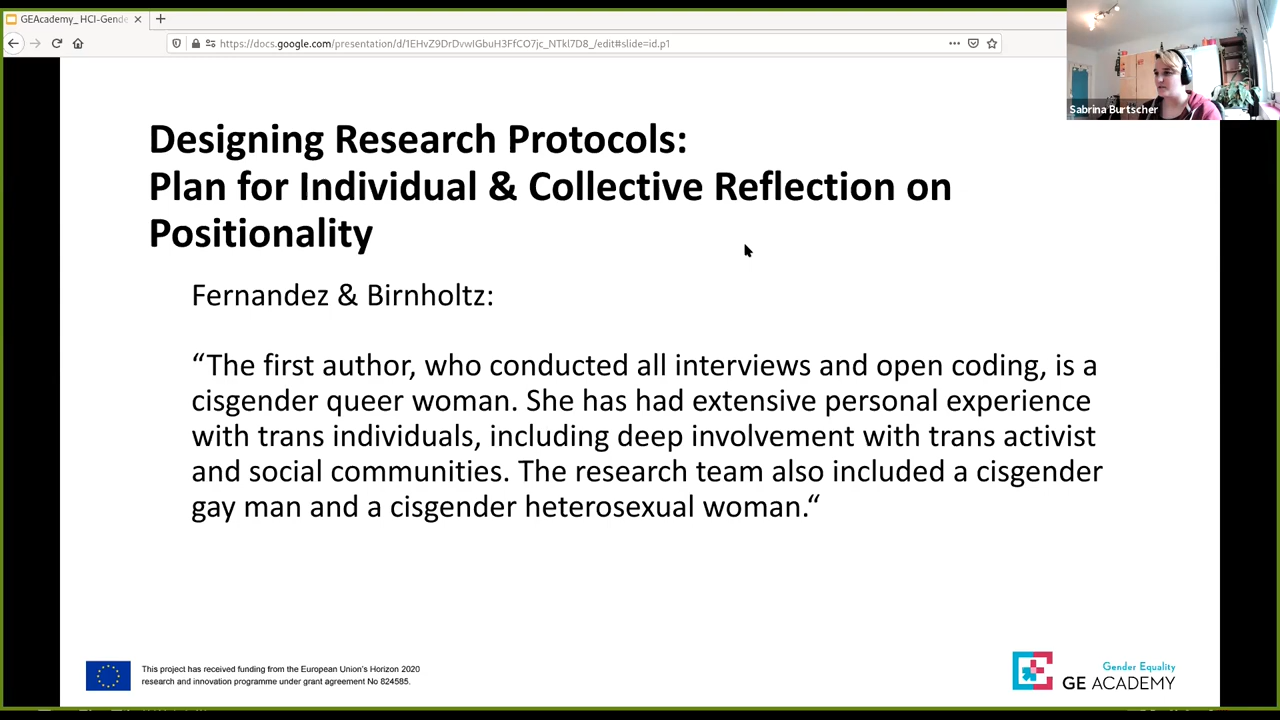 GEAcademy_ HCI-Gende
https://docs.google.com/presentation/d/1EHvZ9DrDvwIGbuH3FfCO7jc_NTkl7D8_/edit#slide=id.p1
Sabrina Burtscher
Designing Research Protocols:
Plan for Individual & Collective Reflection on
Positionality
Fernandez & Birnholtz:
“The first author, who conducted all interviews and open coding, is a
cisgender queer woman. She has had extensive personal experience
with trans individuals, including deep involvement with trans activist
and social communities. The research team also included a cisgender
gay man and a cisgender heterosexual woman.“
This project has received funding from the European Union’s Horizon 2020
research and innovation programme under grant agreement No 824585.
Gender Equality
GE ACADEMY